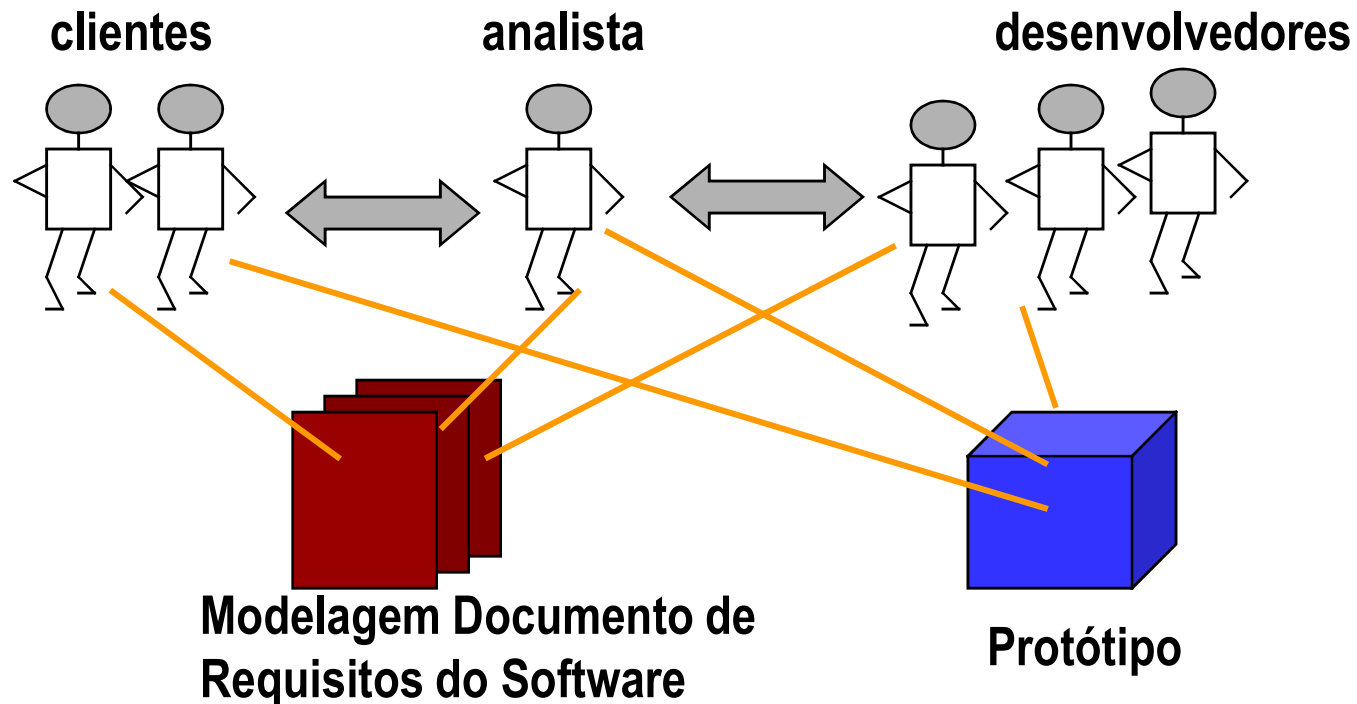 clientes
analista
desenvolvedores
Modelagem Documento de
Requisitos do Software
Protótipo